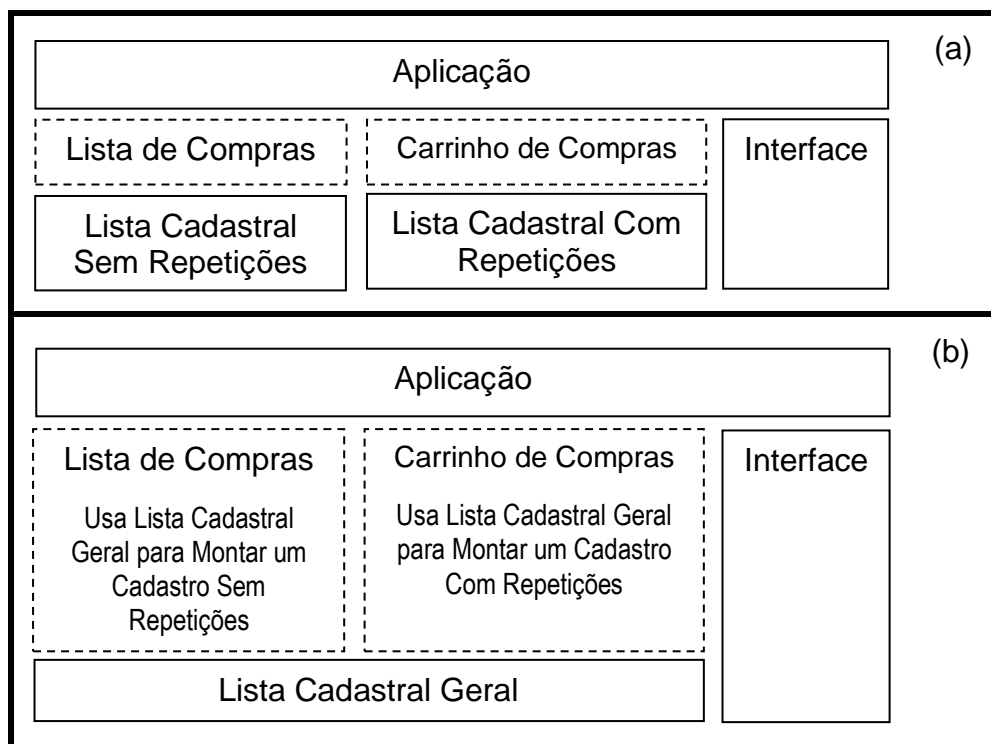 (a)
Aplicação
Lista de Compras
Carrinho de Compras
Interface
Lista Cadastral
Sem Repetições
Lista Cadastral Com
Repetições
(b)
Aplicação
Lista de Compras
Usa Lista Cadastral
Geral para Montar um
Cadastro Sem
Repetições
Carrinho de Compras
Usa Lista Cadastral Geral
para Montar um Cadastro
Com Repetições
Interface
Lista Cadastral Geral